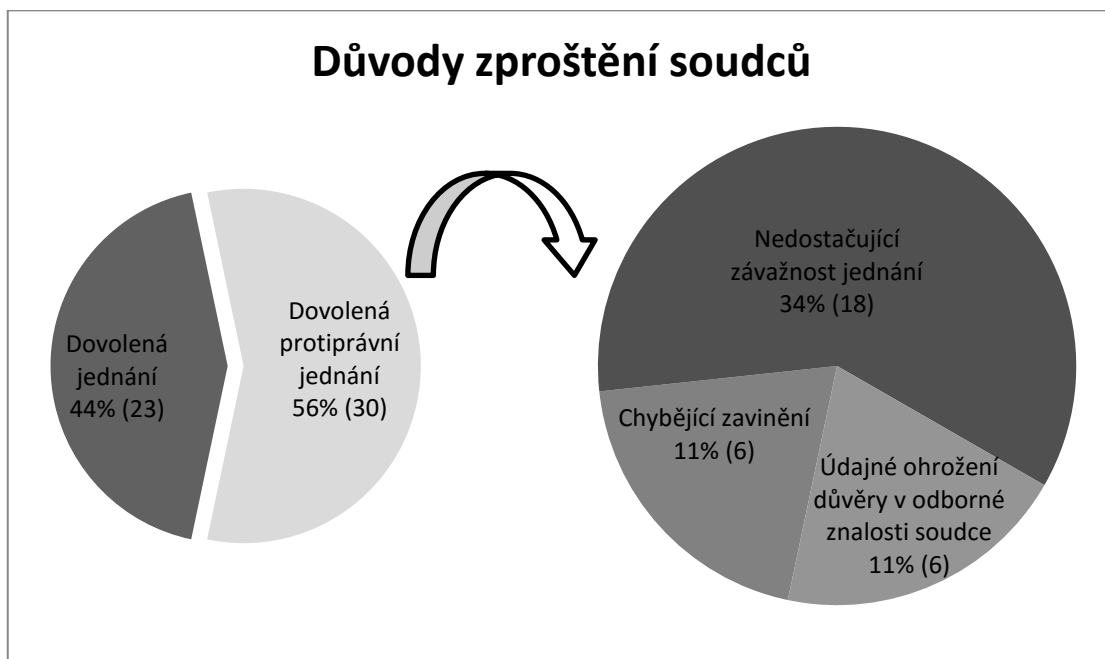 Důvody zproštění soudců
Dovolená
jednání
44% (23)
Dovolená
protiprávní
jednání
56% (30)
Nedostačující
závažnost jednání
34% (18)
Chybějící zavinění
11% (6)
Údajné ohrožení
důvěry v odborné
znalosti soudce
11% (6)